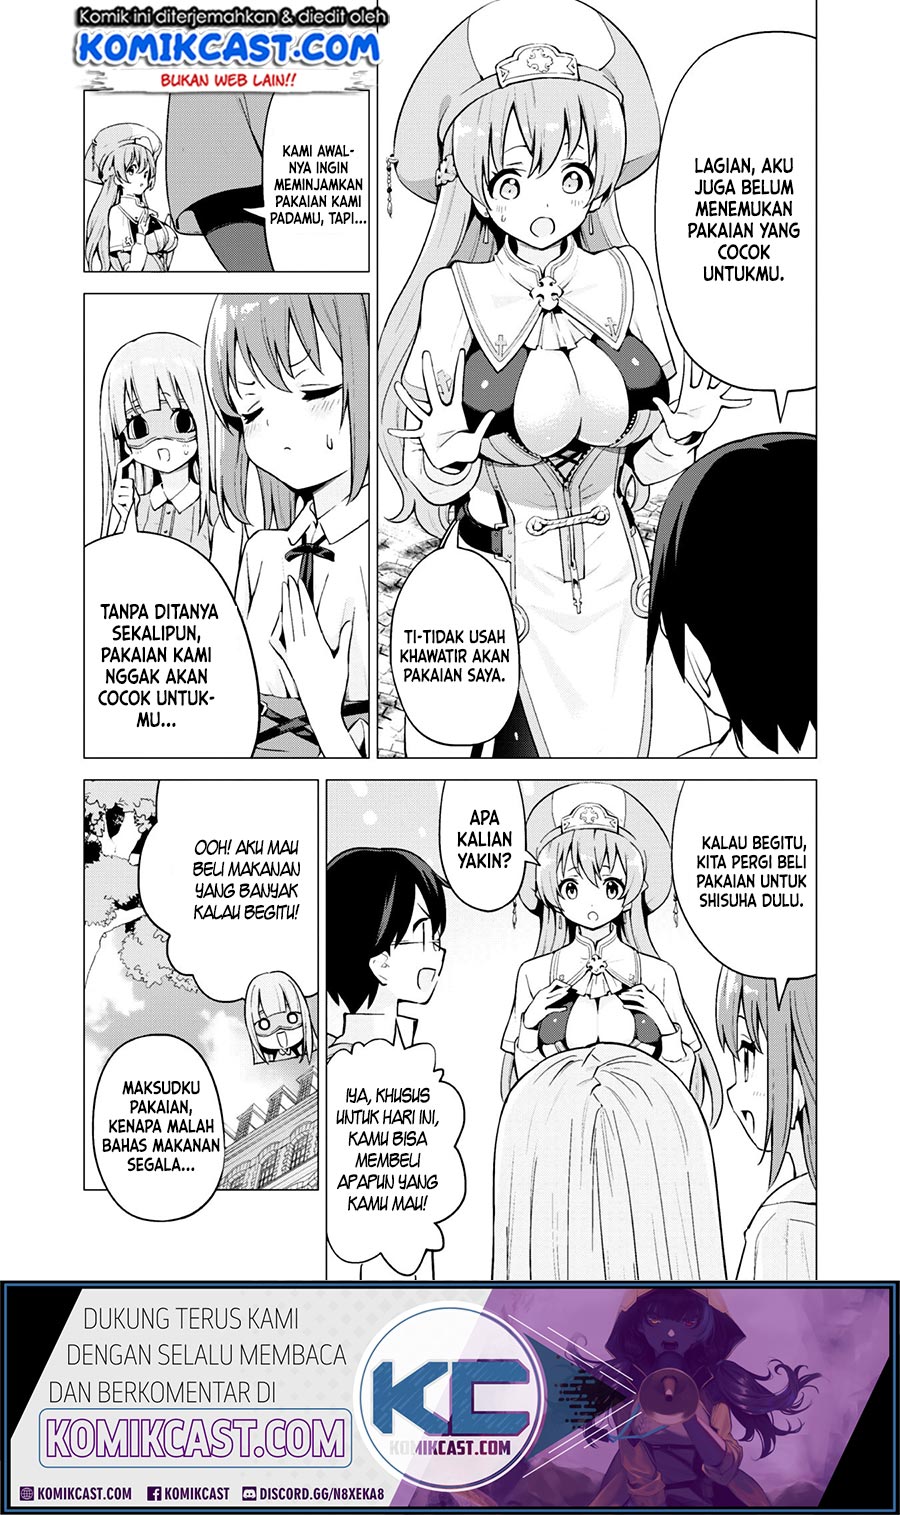 Komik ini diterjemahkan & diedit oleh
KOMIKCAST.COM
BUKAN WEB LAIN!!
LAGIAN, AKU
JUGA BELUM
MENEMUKAN
PAKAIAN YANG
COCOK
UNTUKMU.
TI-TIDAK USAH
KHAWATIR AKAN
PAKAIAN SAYA.
KAMI AWAL-
NYA INGIN
MEMINJAMKAN
PAKAIAN KAMI
PADAMU, TAPI...
TANPA DITANYA
SEKALIPUN,
PAKAIAN KAMI
NGGAK AKAN
COCOK UNTUK-
MU...
KALAU BEGITU,
KITA PERGI BELI
PAKAIAN UNTUK
SHISUHA DULU.
APA
KALIAN
YAKIN?
IYA, KHUSUS
UNTUK HARI INI,
KAMU BISA
MEMBELI
APAPUN YANG
KAMU MAU!
OOH! AKU MAU
BELI MAKANAN
YANG BANYAK
KALAU BEGITU!
MAKSUDKU
PAKAIAN,
KENAPA MALAH
BAHAS MAKANAN
SEGALA...
DUKUNG TERUS KAMI
DENGAN SELALU MEMBACA
DAN BERKOMENTAR DI
KOMIKCAST.COM
KOMIKCAST.COM KOMIKCAST DISCORD.GG/N8XEKA8
KC
KOMIKCAST.COM